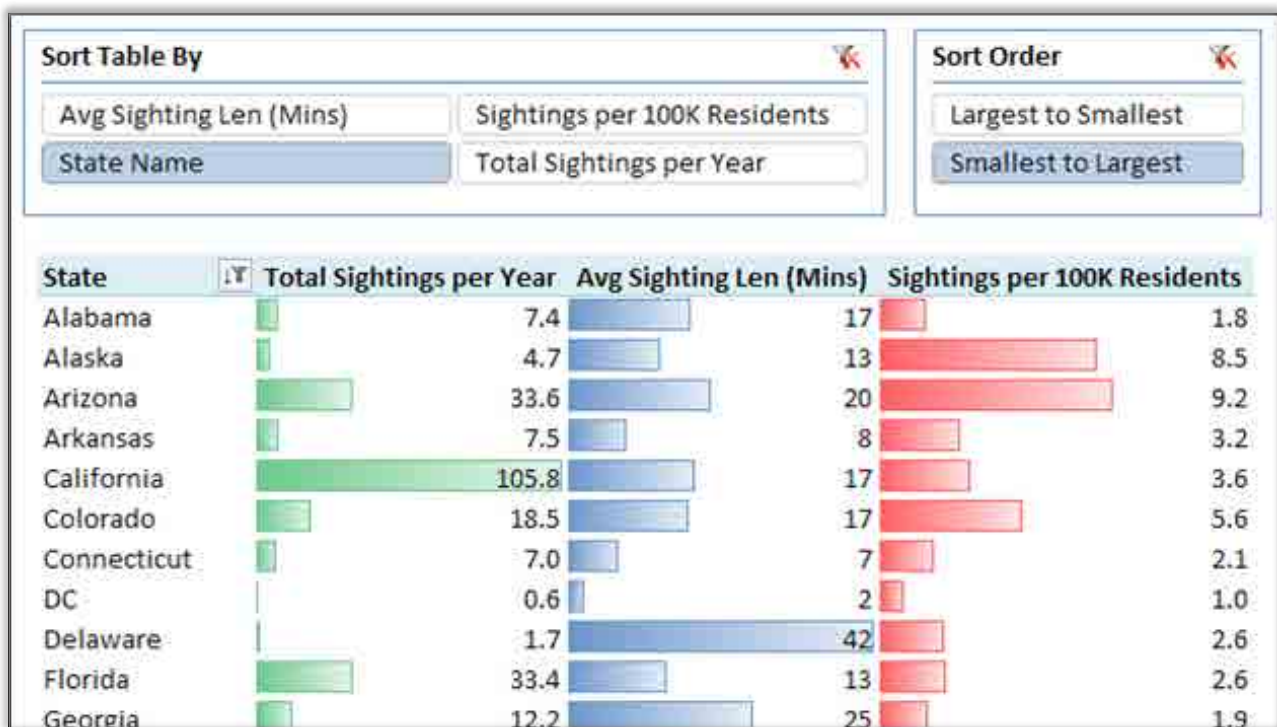 Sort Table By
Sort Order
Avg Sighting Len (Mins) Sightings per 100K Residents
Largest to Smallest
State Name Total Sightings per Year
Smallest to Largest
State Total Sightings per Year Avg Sighting Len (Mins) Sightings per 100K Residents
Alabama 7.4 17 1.8
Alaska 4.7 13 8.5
Arizona 33.6 20 9.2
Arkansas 7.5 8 3.2
California 105.8 17 3.6
Colorado 18.5 17 5.6
Connecticut 7.0 7 2.1
DC 0.6 2 1.0
Delaware 1.7 42 2.6
Florida 33.4 13 2.6
Georgia 12.2 25 1.9